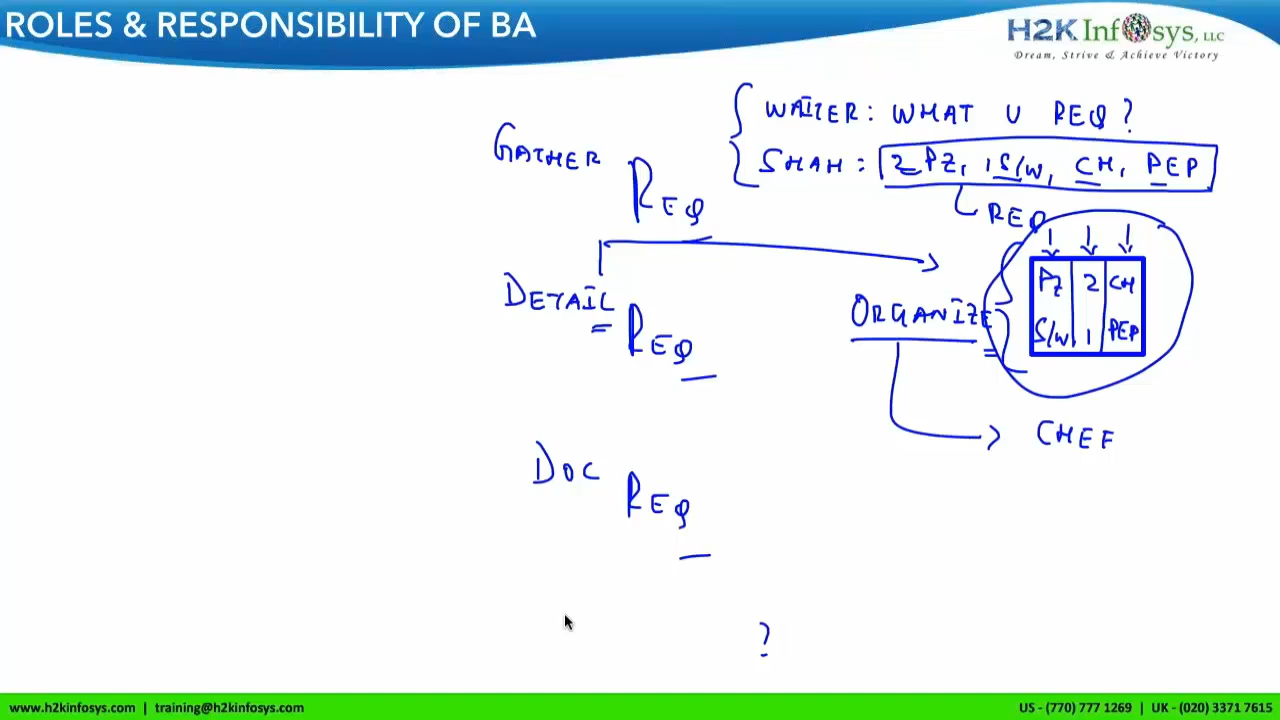 ROLES & RESPONSIBILITY OF BA
H2K Infosys, LLC
Dream, Strive & Achieve Victory
WAITER: WHAT U REQ?
GATHER REQ
SHAH: 2 PZ, 1 S/W, CH, PEP
REQ
DETAIL REQ
ORGANIZE
PZ 2 CH
S/W 1 PEP
CHEF
DOC REQ
?
www.h2kinfosys.com | training@h2kinfosys.com
US - (770) 777 1269 | UK - (020) 3371 7615